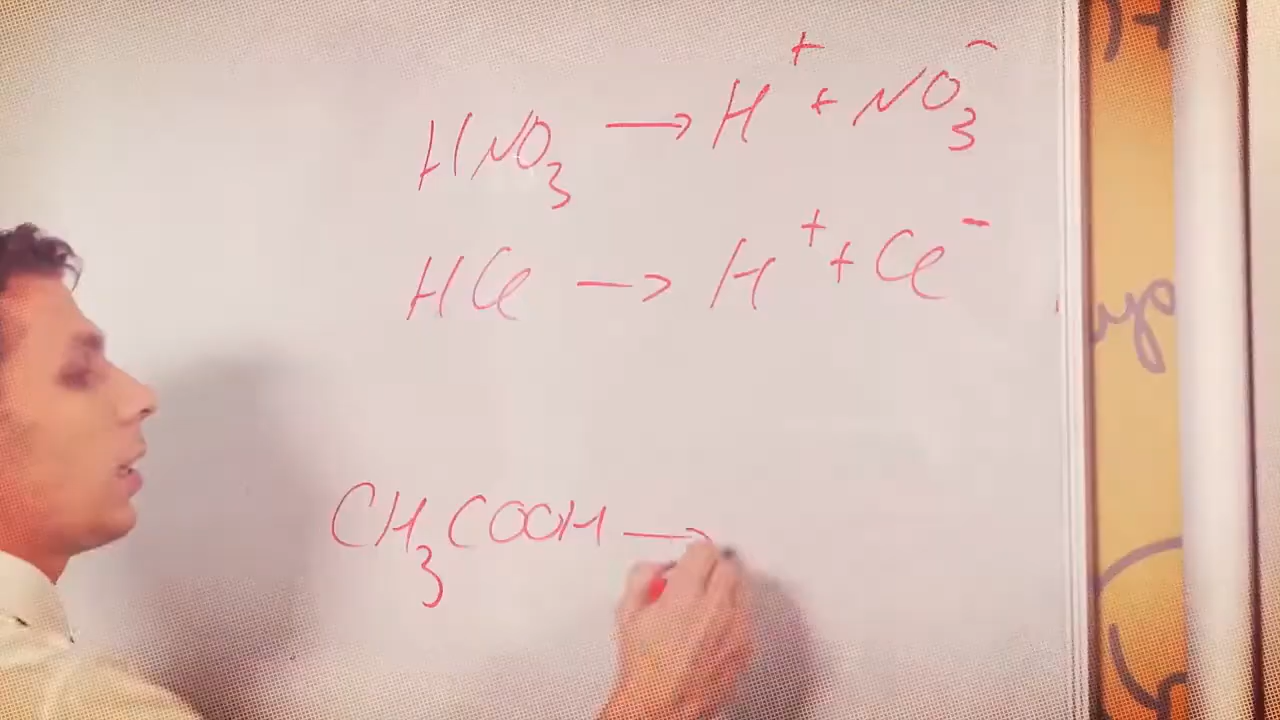 HNO₃ → H⁺ + NO₃⁻
HCl → H⁺ + Cl⁻
CH₃COOH →